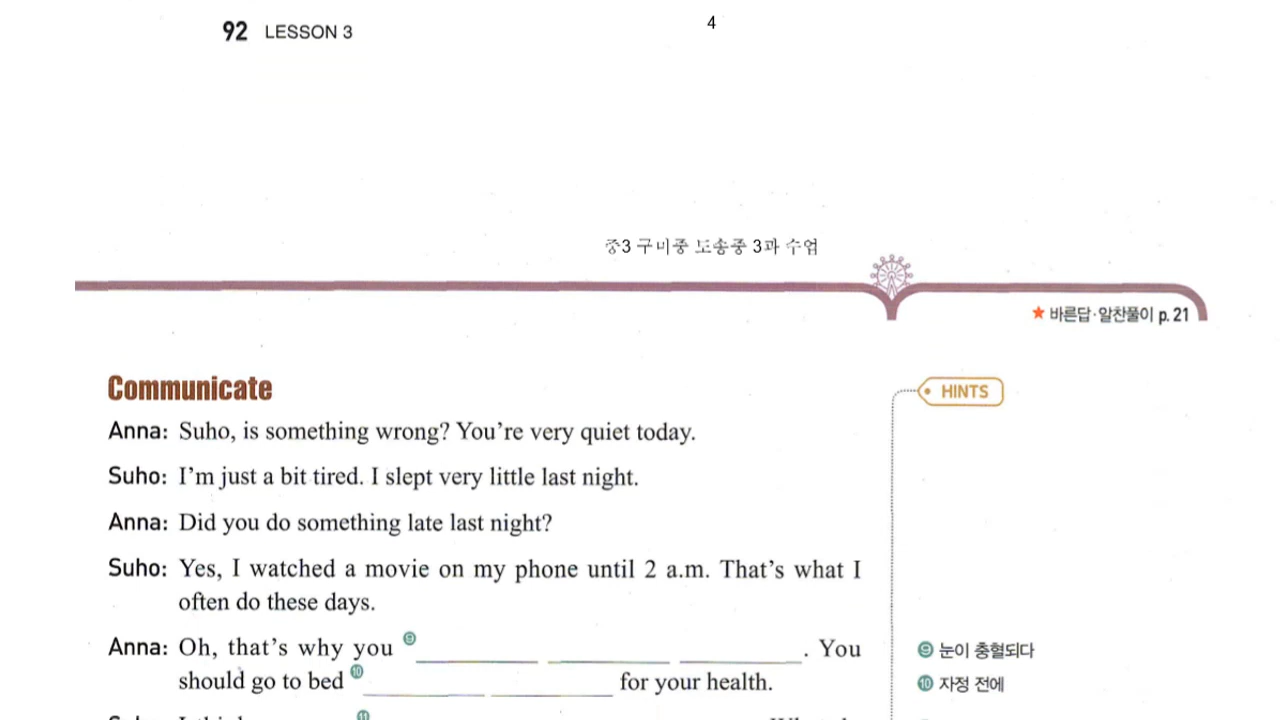 92 LESSON 3
4
중3 구미중 도송중 3과 수업
★ 바른답·알찬풀이 p. 21
Communicate
HINTS
Anna: Suho, is something wrong? You're very quiet today.
Suho: I'm just a bit tired. I slept very little last night.
Anna: Did you do something late last night?
Suho: Yes, I watched a movie on my phone until 2 a.m. That's what I
often do these days.
Anna: Oh, that's why you ⑨ ________ ________ ________. You
⑨ 눈이 충혈되다
should go to bed ⑩ ________ ________ for your health.
⑩ 자정 전에